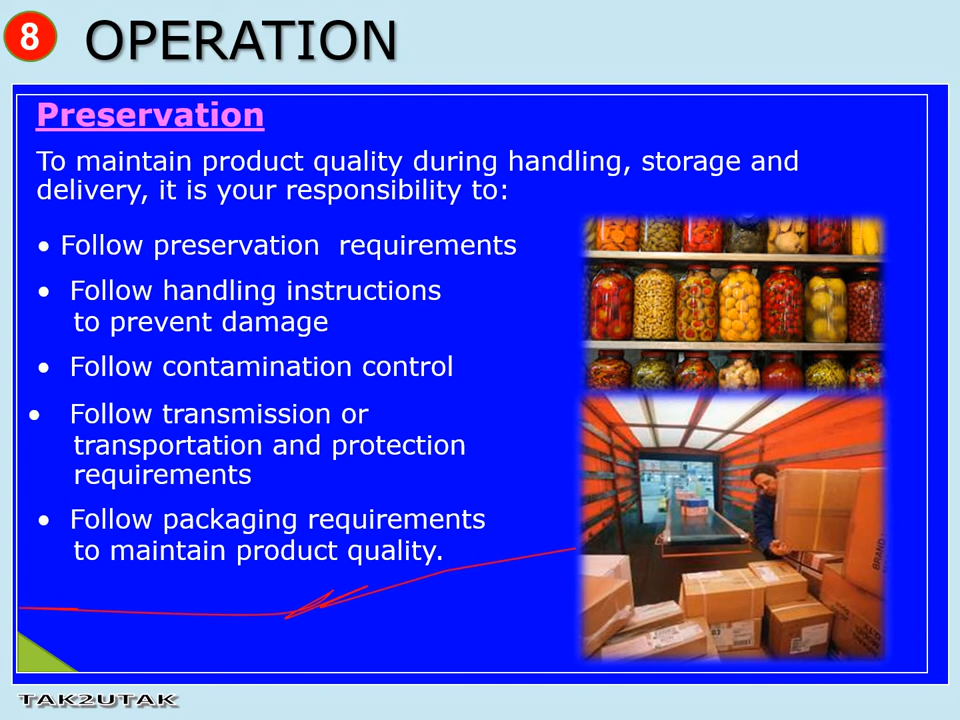 8 OPERATION
Preservation
To maintain product quality during handling, storage and
delivery, it is your responsibility to:
• Follow preservation  requirements
• Follow handling instructions
to prevent damage
• Follow contamination control
• Follow transmission or
transportation and protection
requirements
• Follow packaging requirements
to maintain product quality.
BRAND
03
TAK2UTAK